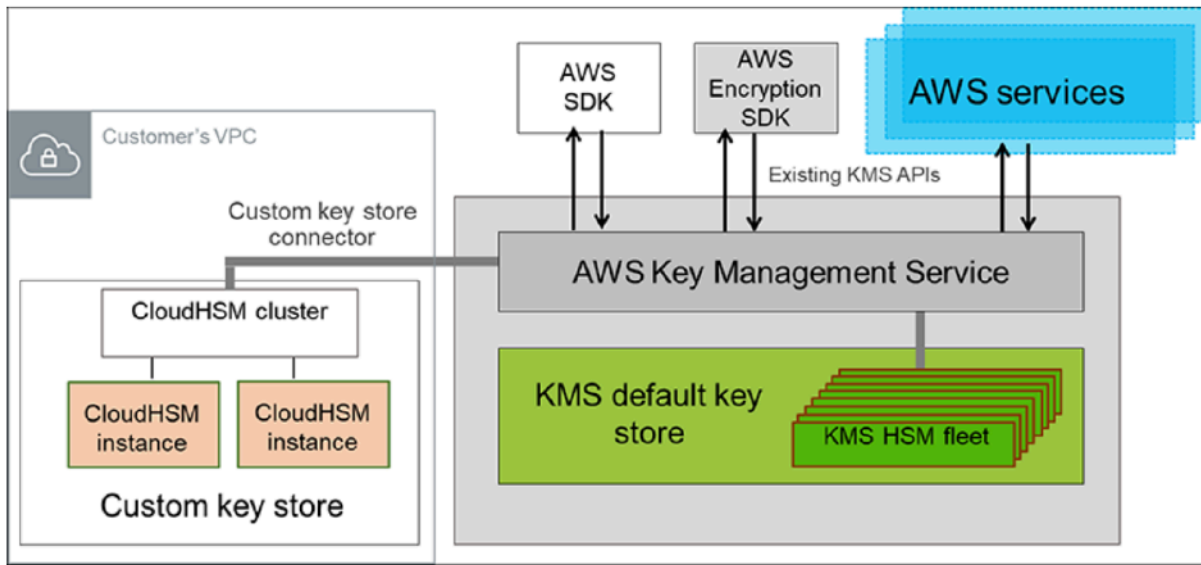 AWS
SDK
AWS
Encryption
SDK
AWS services
Customer's VPC
Existing KMS APIs
Custom key store
connector
AWS Key Management Service
CloudHSM cluster
CloudHSM
instance
CloudHSM
instance
Custom key store
KMS default key
store
KMS HSM fleet